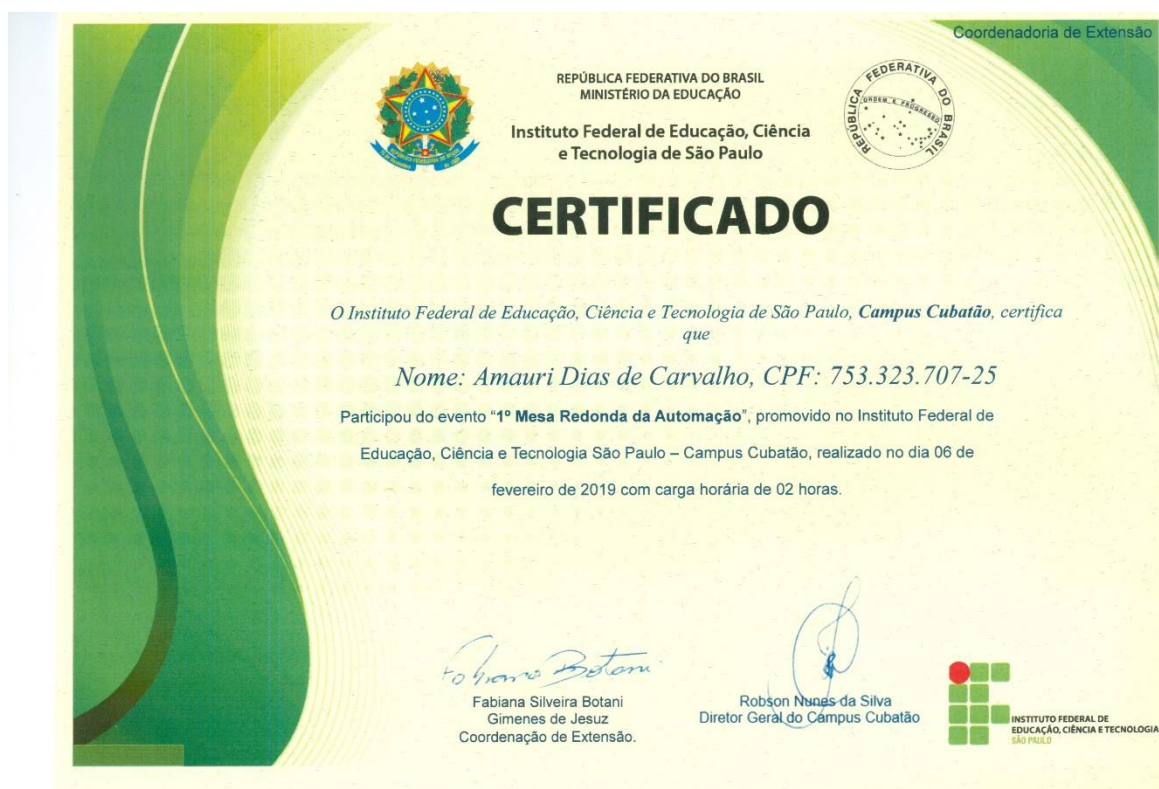 Coordenadoria de Extensão
REPÚBLICA FEDERATIVA DO BRASIL
MINISTÉRIO DA EDUCAÇÃO
Instituto Federal de Educação, Ciência
e Tecnologia de São Paulo
REPÚBLICA FEDERATIVA DO BRASIL
ORDEM E PROGRESSO
CERTIFICADO
O Instituto Federal de Educação, Ciência e Tecnologia de São Paulo, Campus Cubatão, certifica
que
Nome: Amauri Dias de Carvalho, CPF: 753.323.707-25
Participou do evento “1º Mesa Redonda da Automação”, promovido no Instituto Federal de
Educação, Ciência e Tecnologia São Paulo – Campus Cubatão, realizado no dia 06 de
fevereiro de 2019 com carga horária de 02 horas.
Fabiana Botani
Fabiana Silveira Botani
Gimenes de Jesuz
Coordenação de Extensão.
Robson Nunes da Silva
Diretor Geral do Câmpus Cubatão
INSTITUTO FEDERAL DE
EDUCAÇÃO, CIÊNCIA E TECNOLOGIA
SÃO PAULO